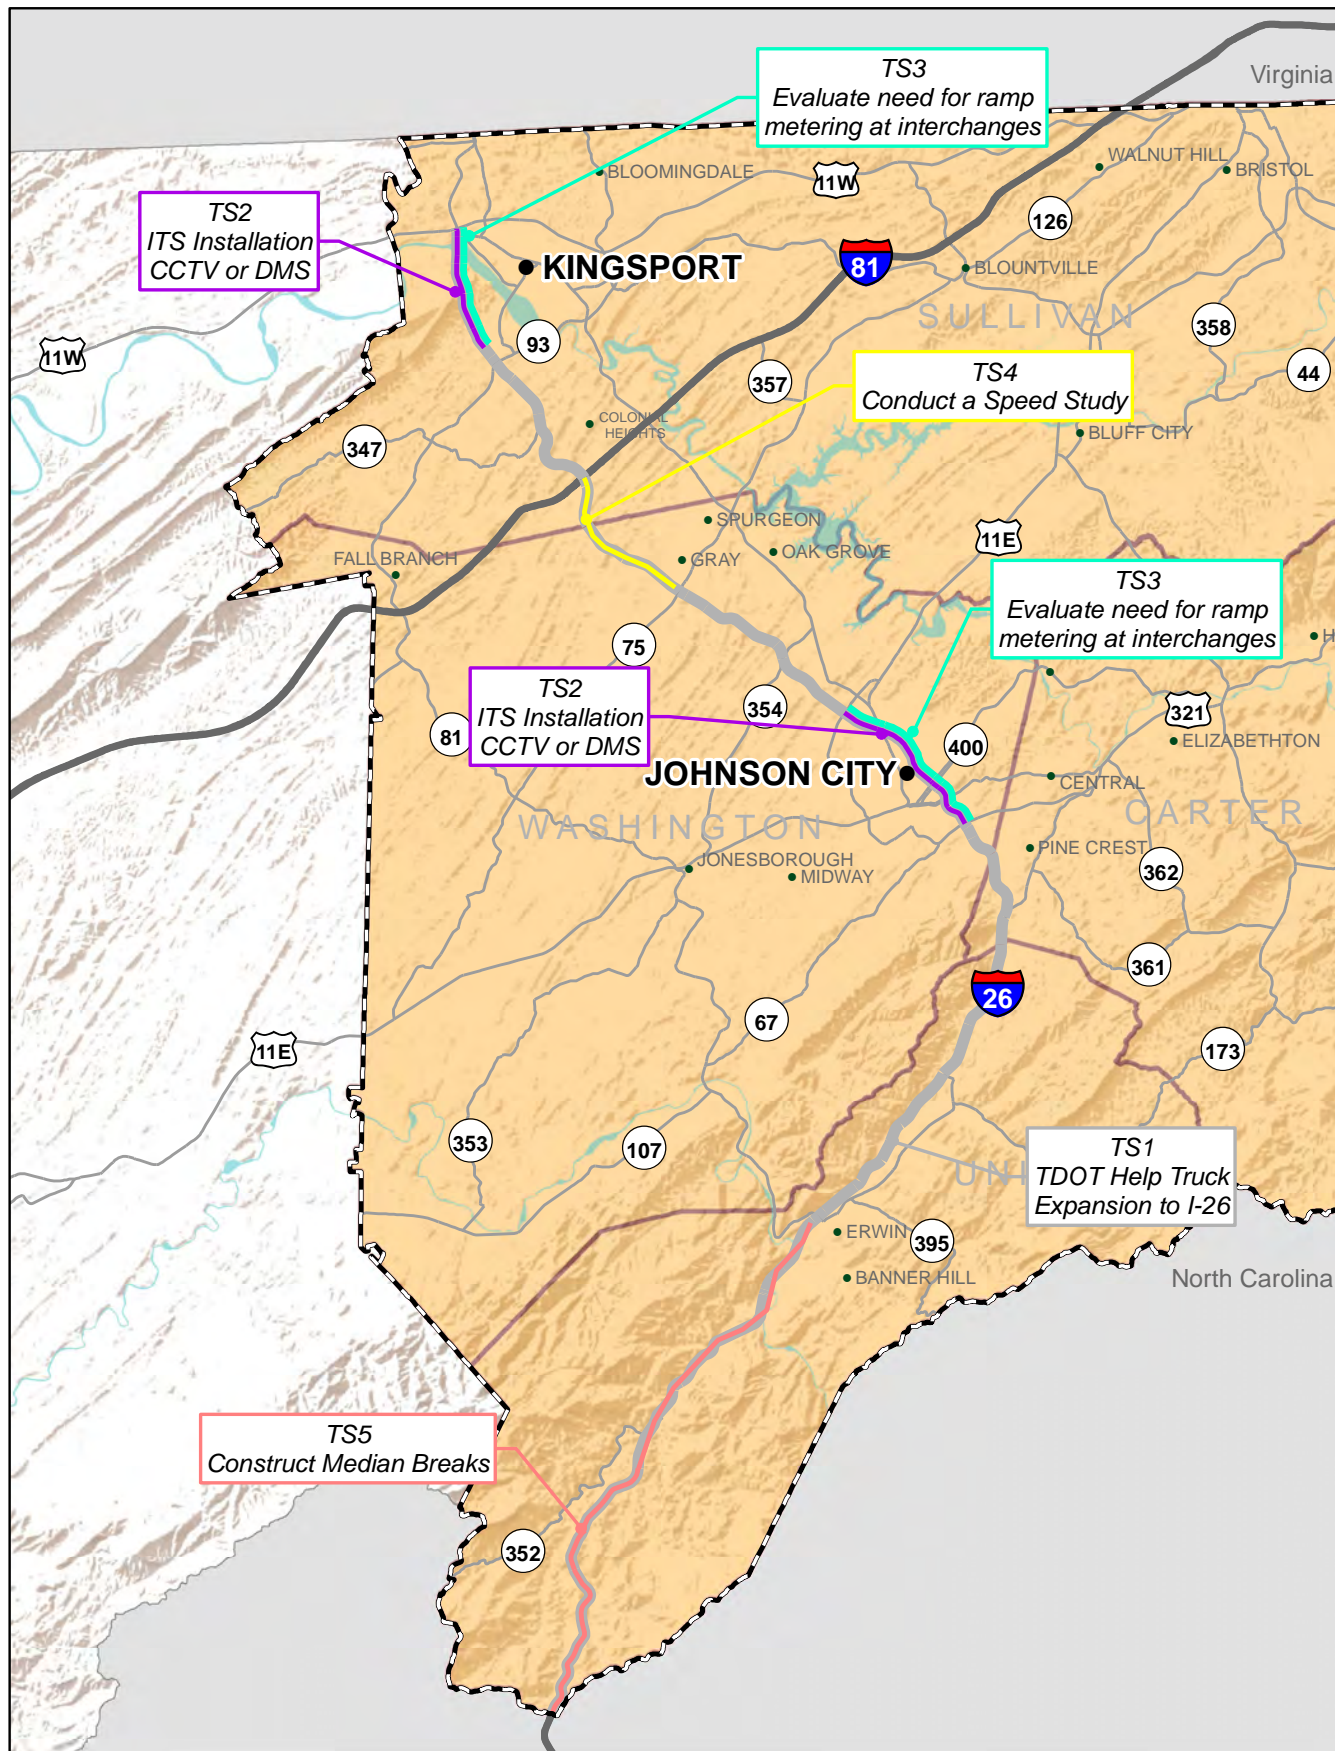 Virginia
TS3
Evaluate need for ramp
metering at interchanges
WALNUT HILL
BRISTOL
BLOOMINGDALE
11W
TS2
ITS Installation
CCTV or DMS
126
KINGSPORT
81
BLOUNTVILLE
SULLIVAN
358
11W
93
44
357
TS4
Conduct a Speed Study
COLONIAL
HEIGHTS
BLUFF CITY
347
SPURGEON
11E
OAK GROVE
GRAY
FALL BRANCH
TS3
Evaluate need for ramp
metering at interchanges
H
75
TS2
ITS Installation
CCTV or DMS
354
321
81
400
ELIZABETHTON
JOHNSON CITY
CENTRAL
CARTER
WASHINGTON
PINE CREST
JONESBOROUGH
MIDWAY
362
361
26
67
11E
173
353
107
TS1
TDOT Help Truck
Expansion to I-26
UNI
ERWIN
395
BANNER HILL
North Carolina
TS5
Construct Median Breaks
352